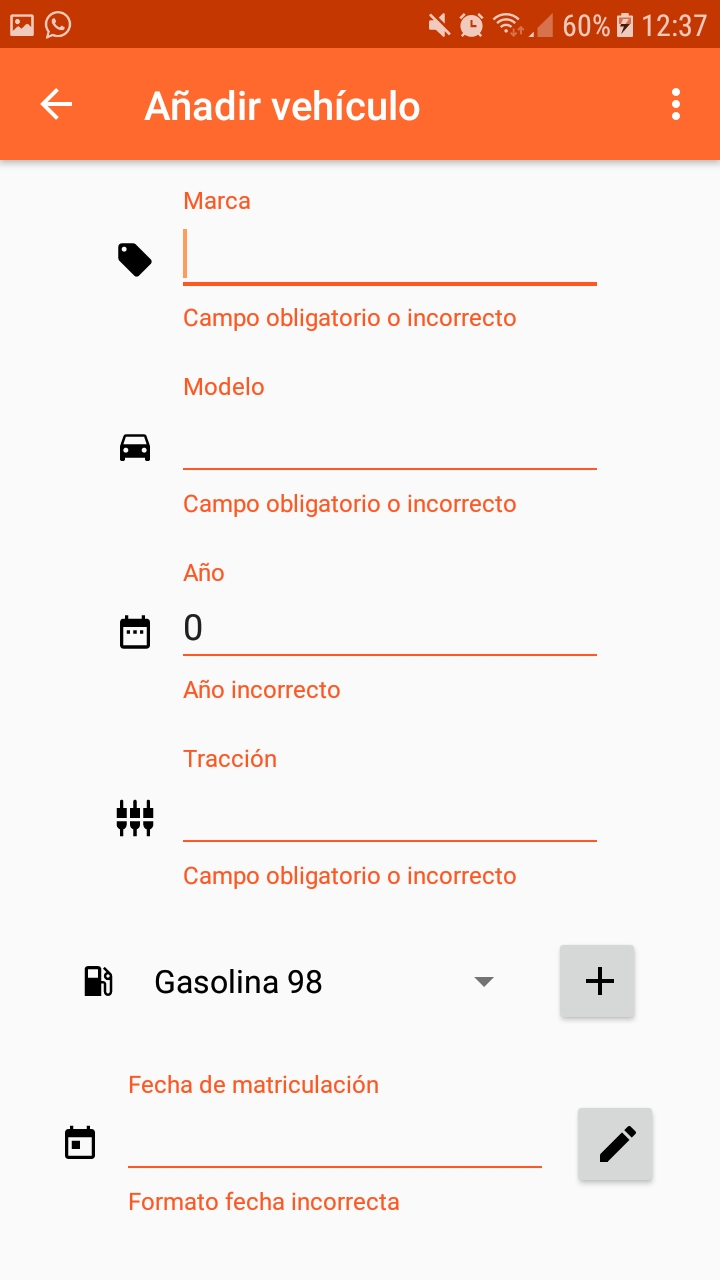 60% 12:37
Añadir vehículo
Marca
Campo obligatorio o incorrecto
Modelo
Campo obligatorio o incorrecto
Año
0
Año incorrecto
Tracción
Campo obligatorio o incorrecto
Gasolina 98
Fecha de matriculación
Formato fecha incorrecta